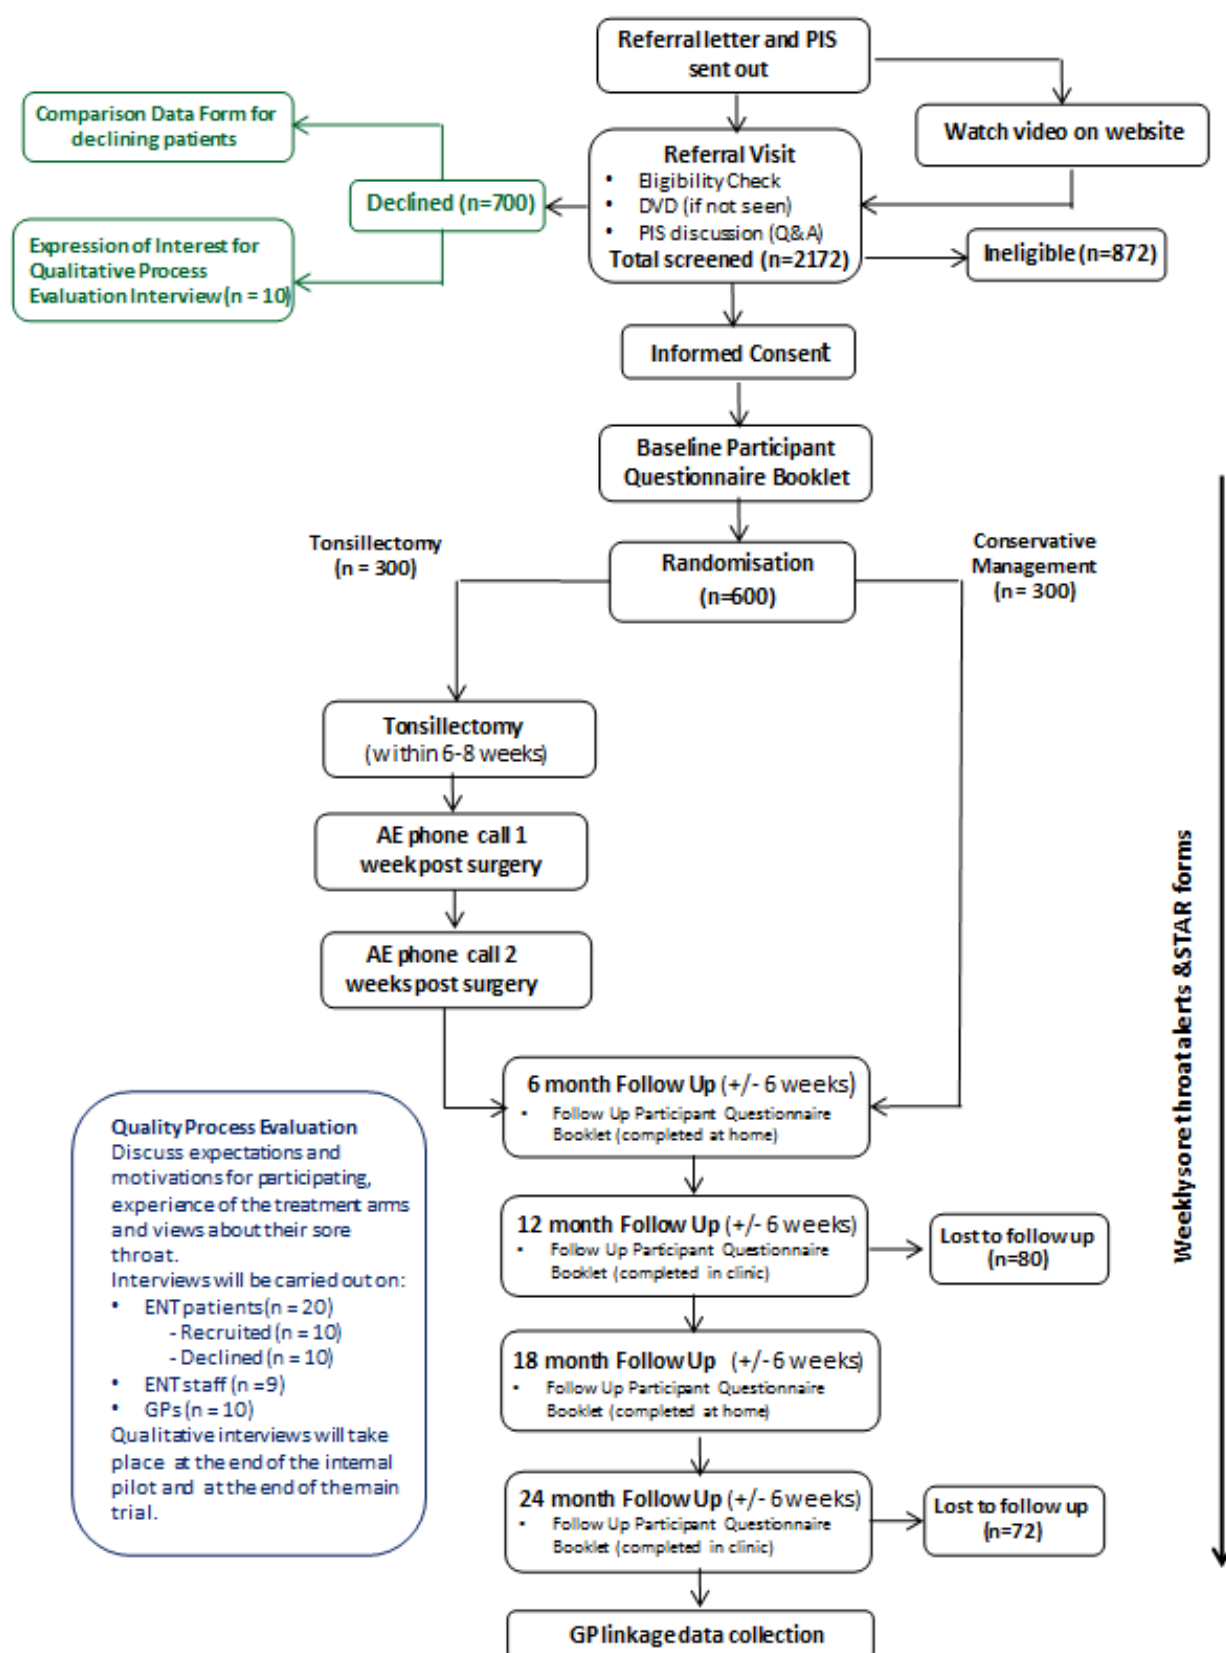 Referral letter and PIS
sent out
Comparison Data Form for
declining patients
Watch video on website
Referral Visit
• Eligibility Check
• DVD (if not seen)
• PIS discussion (Q&A)
Total screened (n=2172)
Declined (n=700)
Expression of Interest for
Qualitative Process
Evaluation Interview (n = 10)
Ineligible (n=872)
Informed Consent
Baseline Participant
Questionnaire Booklet
Tonsillectomy
(n = 300)
Randomisation
(n=600)
Conservative
Management
(n = 300)
Tonsillectomy
(within 6-8 weeks)
AE phone call 1
week post surgery
AE phone call 2
weeks post surgery
Weekly sore throat alerts & STAR forms
6 month Follow Up (+/- 6 weeks)
• Follow Up Participant Questionnaire
Booklet (completed at home)
Quality Process Evaluation
Discuss expectations and
motivations for participating,
experience of the treatment arms
and views about their sore
throat.
Interviews will be carried out on:
• ENT patients (n = 20)
- Recruited (n = 10)
- Declined (n = 10)
• ENT staff (n =9)
• GPs (n = 10)
Qualitative interviews will take
place at the end of the internal
pilot and at the end of the main
trial.
12 month Follow Up (+/- 6 weeks)
• Follow Up Participant Questionnaire
Booklet (completed in clinic)
Lost to follow up
(n=80)
18 month Follow Up (+/- 6 weeks)
• Follow Up Participant Questionnaire
Booklet (completed at home)
24 month Follow Up (+/- 6 weeks)
• Follow Up Participant Questionnaire
Booklet (completed in clinic)
Lost to follow up
(n=72)
GP linkage data collection